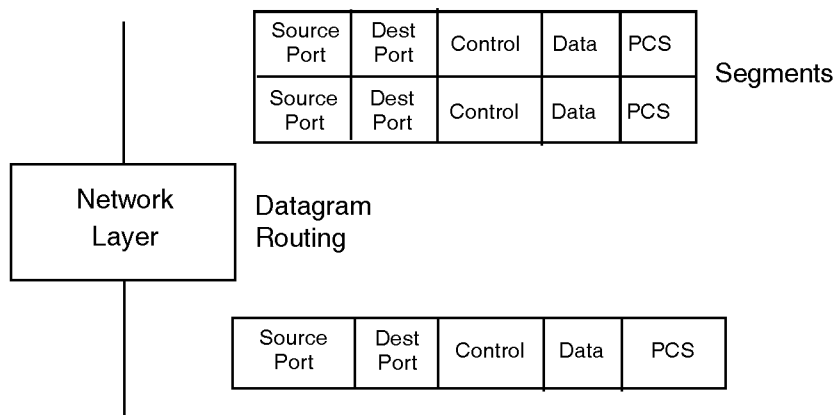 Source Port Dest Port Control Data PCS
Segments
Source Port Dest Port Control Data PCS
Network
Layer
Datagram
Routing
Source Port Dest Port Control Data PCS